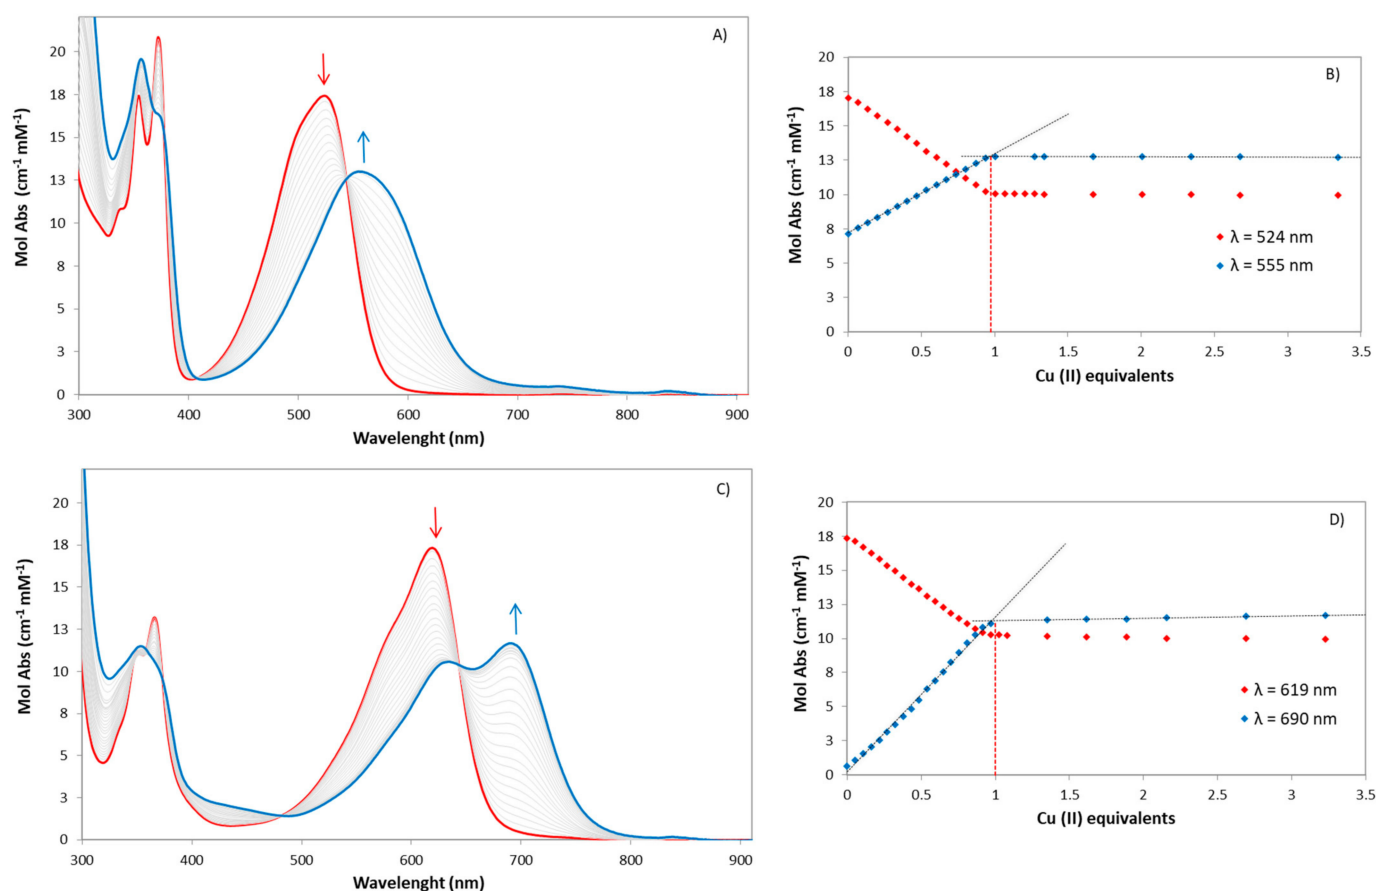 A)
Mol Abs (cm-1 mM-1)
20
18
15
13
10
8
5
3
0
300 400 500 600 700 800 900
Wavelenght (nm)
B)
Mol Abs (cm-1 mM-1)
20
18
15
13
10
8
5
3
0
λ = 524 nm
λ = 555 nm
0 0.5 1 1.5 2 2.5 3 3.5
Cu (II) equivalents
C)
Mol Abs (cm-1 mM-1)
20
18
15
13
10
8
5
3
0
300 400 500 600 700 800 900
Wavelenght (nm)
D)
Mol Abs (cm-1 mM-1)
20
18
15
13
10
8
5
3
0
λ = 619 nm
λ = 690 nm
0 0.5 1 1.5 2 2.5 3 3.5
Cu (II) equivalents